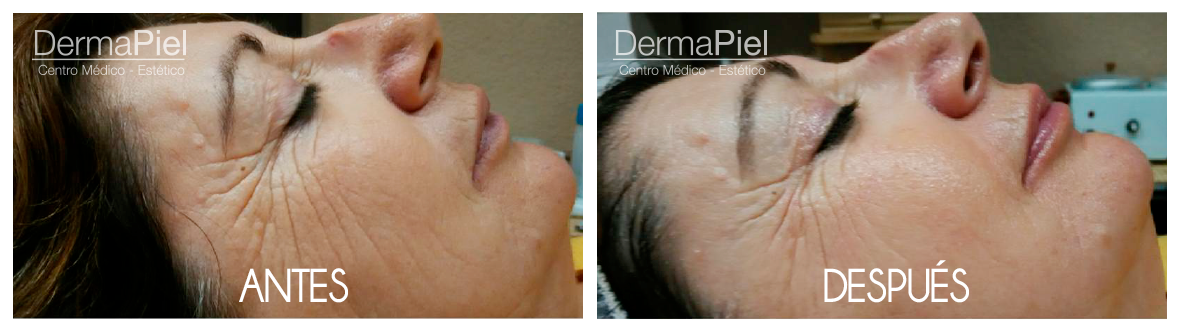 DermaPiel
Centro Médico - Estético
ANTES
DermaPiel
Centro Médico - Estético
DESPUÉS